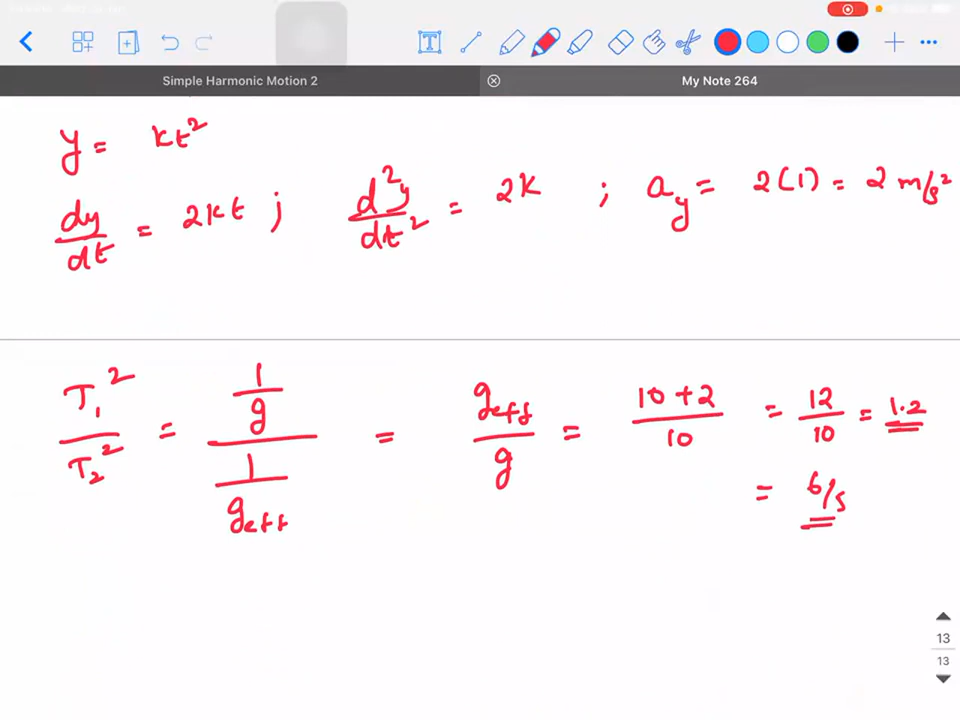 Simple Harmonic Motion 2 My Note 264
y = kt²
dy/dt = 2kt ; d²y/dt² = 2k ; a_y = 2(1) = 2 m/s²
T₁²/T₂² = (1/g)/(1/g_eff) = g_eff/g = (10+2)/10 = 12/10 = 1.2
= 6/5
13
13